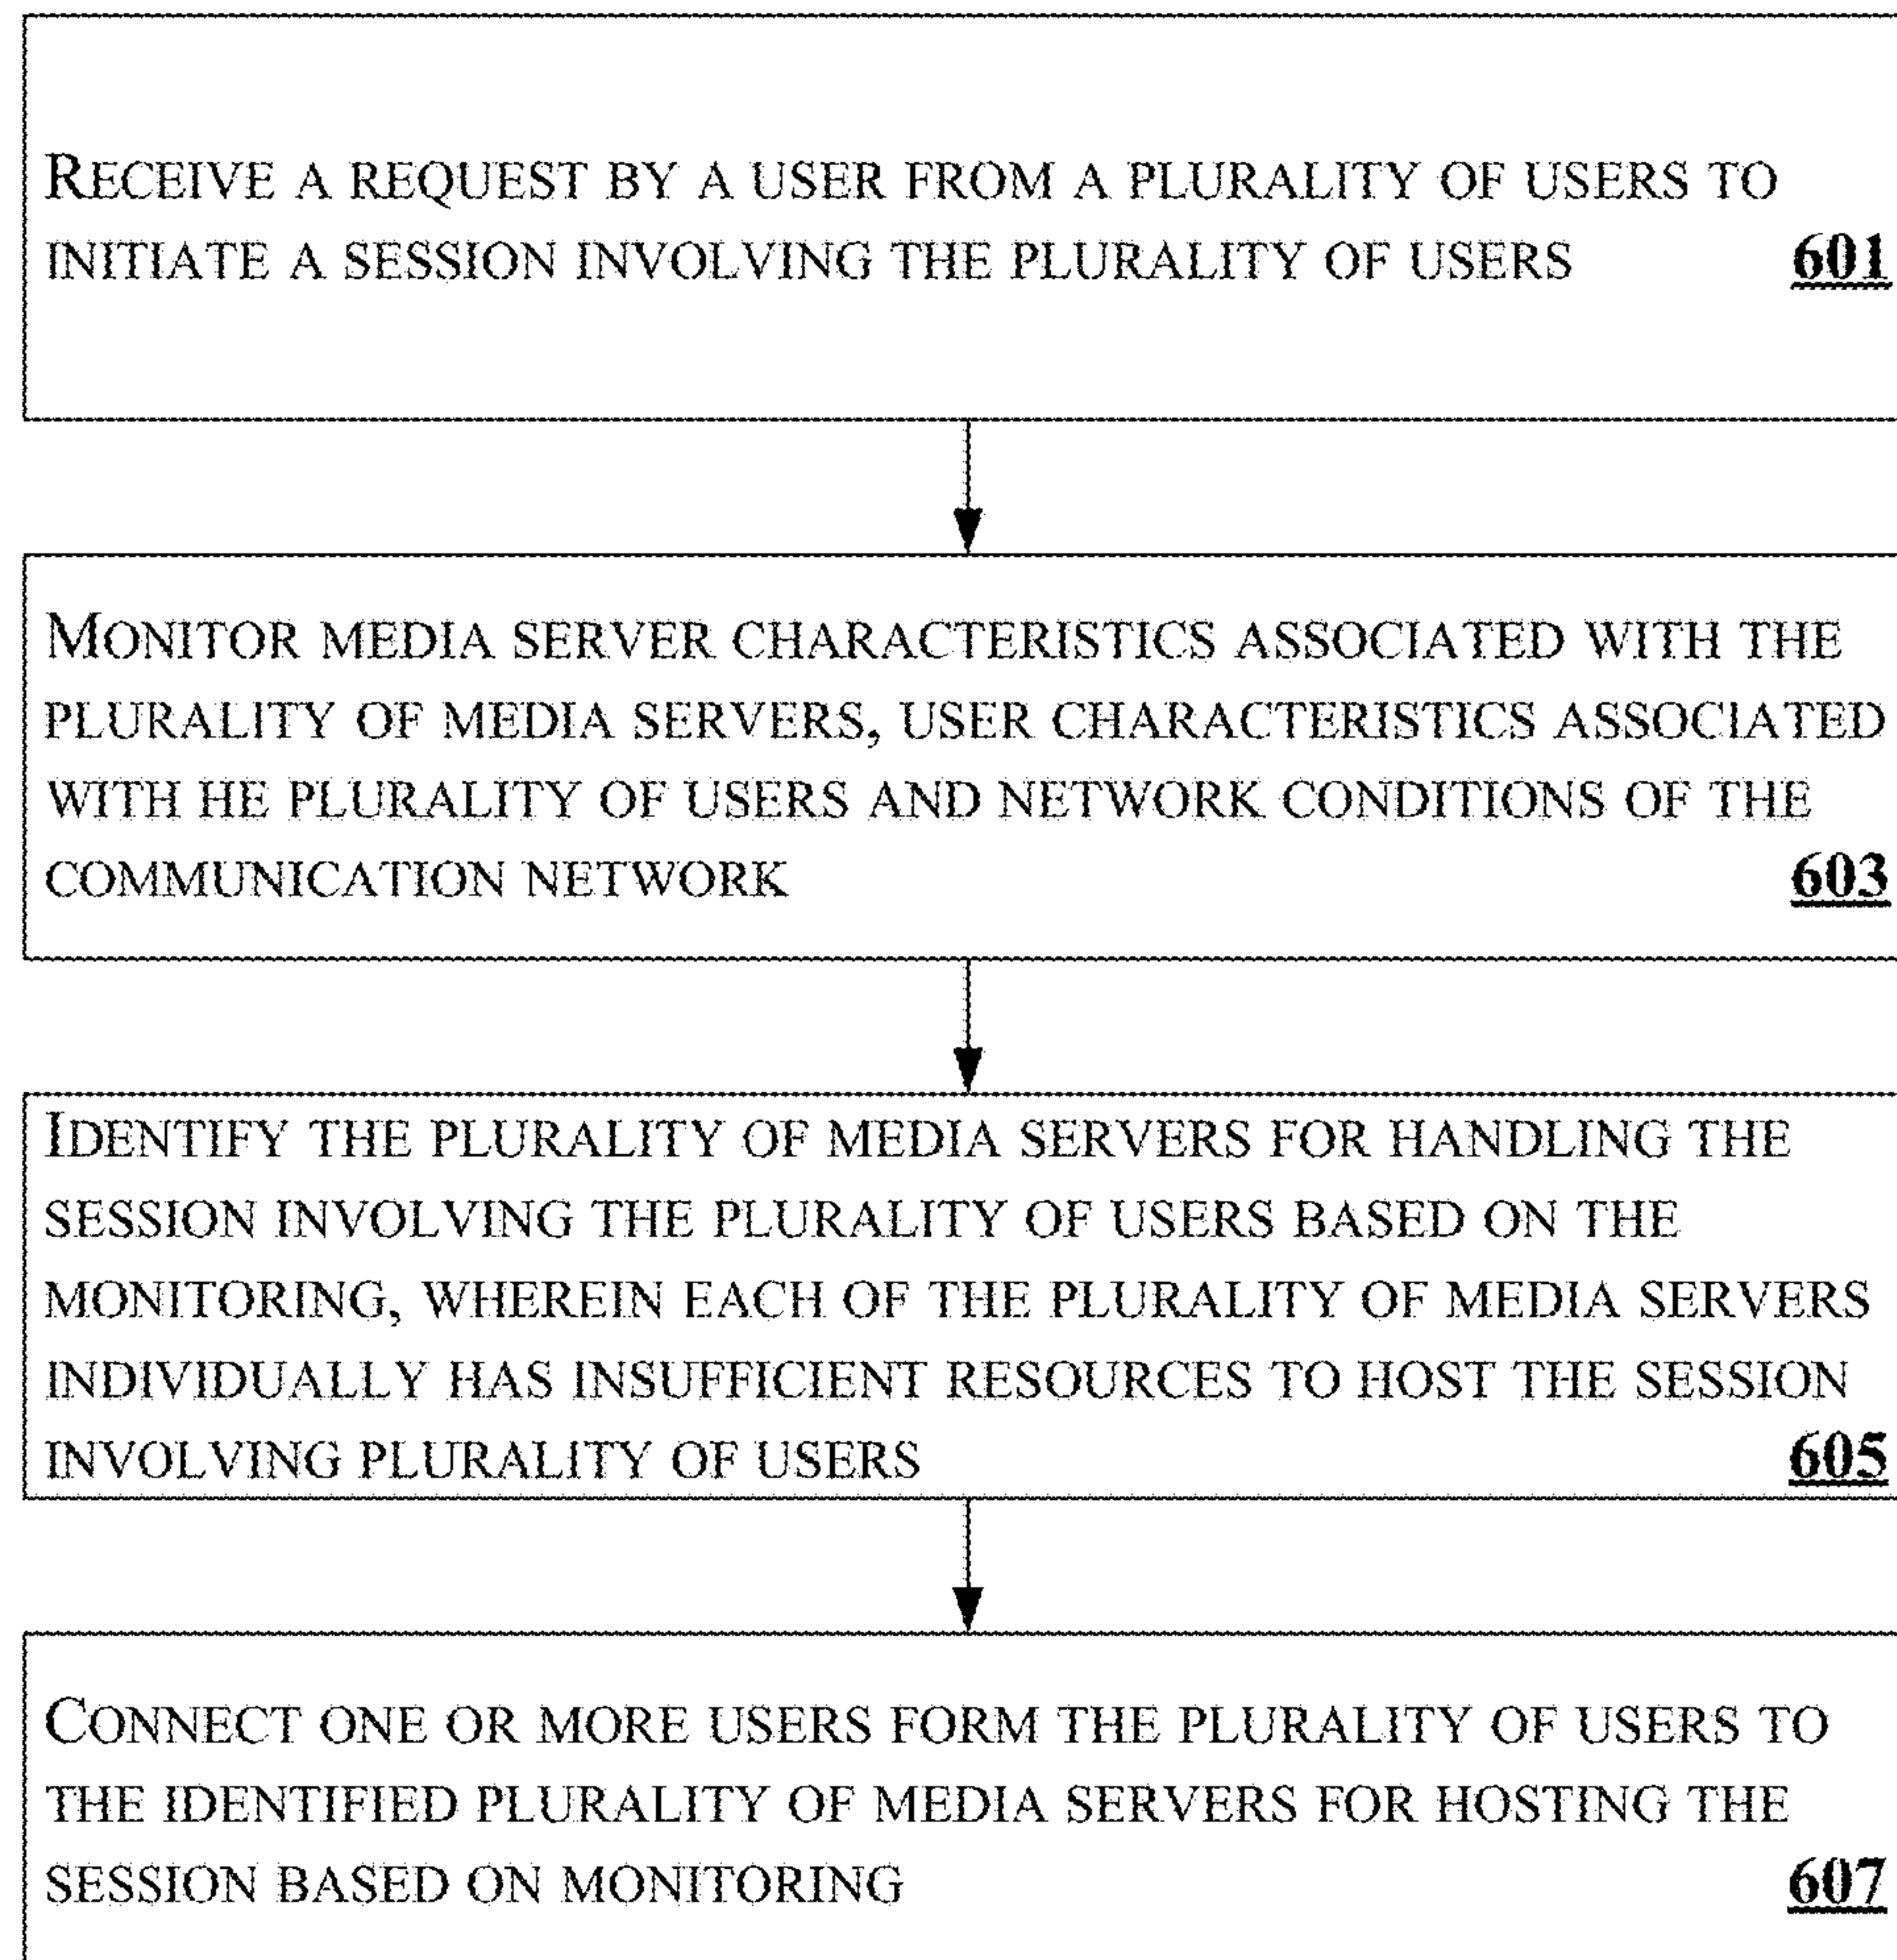 RECEIVE A REQUEST BY A USER FROM A PLURALITY OF USERS TO
INITIATE A SESSION INVOLVING THE PLURALITY OF USERS 601
MONITOR MEDIA SERVER CHARACTERISTICS ASSOCIATED WITH THE
PLURALITY OF MEDIA SERVERS, USER CHARACTERISTICS ASSOCIATED
WITH HE PLURALITY OF USERS AND NETWORK CONDITIONS OF THE
COMMUNICATION NETWORK 603
IDENTIFY THE PLURALITY OF MEDIA SERVERS FOR HANDLING THE
SESSION INVOLVING THE PLURALITY OF USERS BASED ON THE
MONITORING, WHEREIN EACH OF THE PLURALITY OF MEDIA SERVERS
INDIVIDUALLY HAS INSUFFICIENT RESOURCES TO HOST THE SESSION
INVOLVING PLURALITY OF USERS 605
CONNECT ONE OR MORE USERS FORM THE PLURALITY OF USERS TO
THE IDENTIFIED PLURALITY OF MEDIA SERVERS FOR HOSTING THE
SESSION BASED ON MONITORING 607